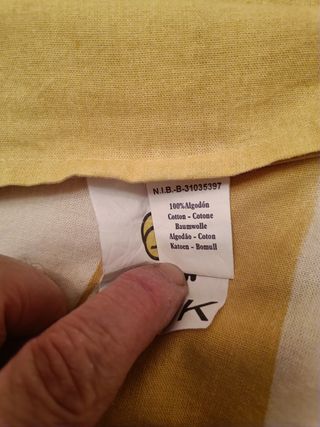 N.I.B.-B-31035397
100%Algodón
Cotton - Cotone
Baumwolle
Algodão - Coton
Katoen - Bomull